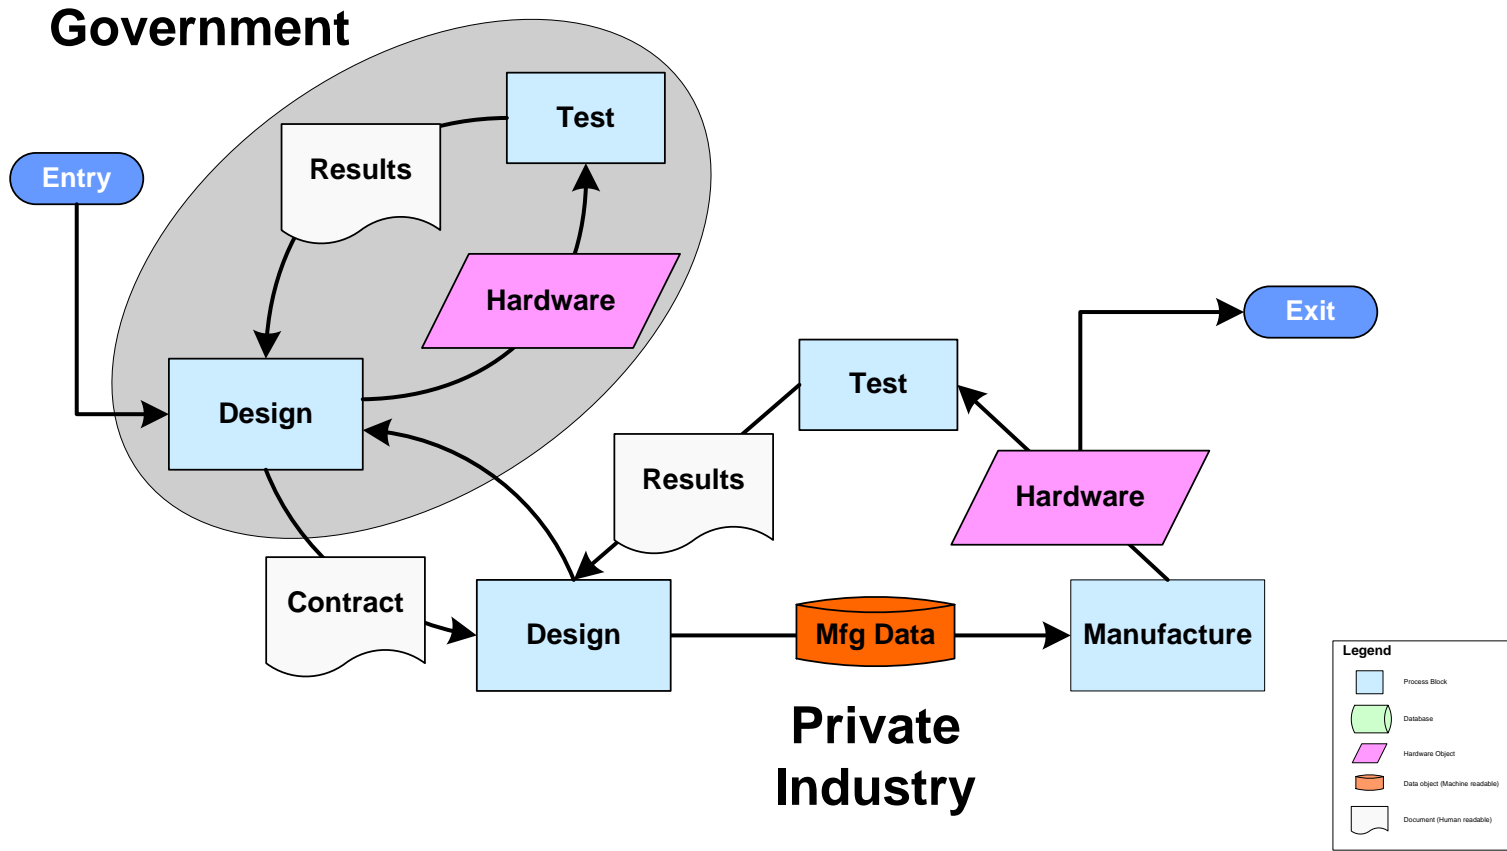 Government
Test
Results
Entry
Hardware
Exit
Test
Design
Results
Hardware
Contract
Design
Mfg Data
Manufacture
Private
Industry
Legend
Process Block
Database
Hardware Object
Data object (Machine readable)
Document (Human readable)